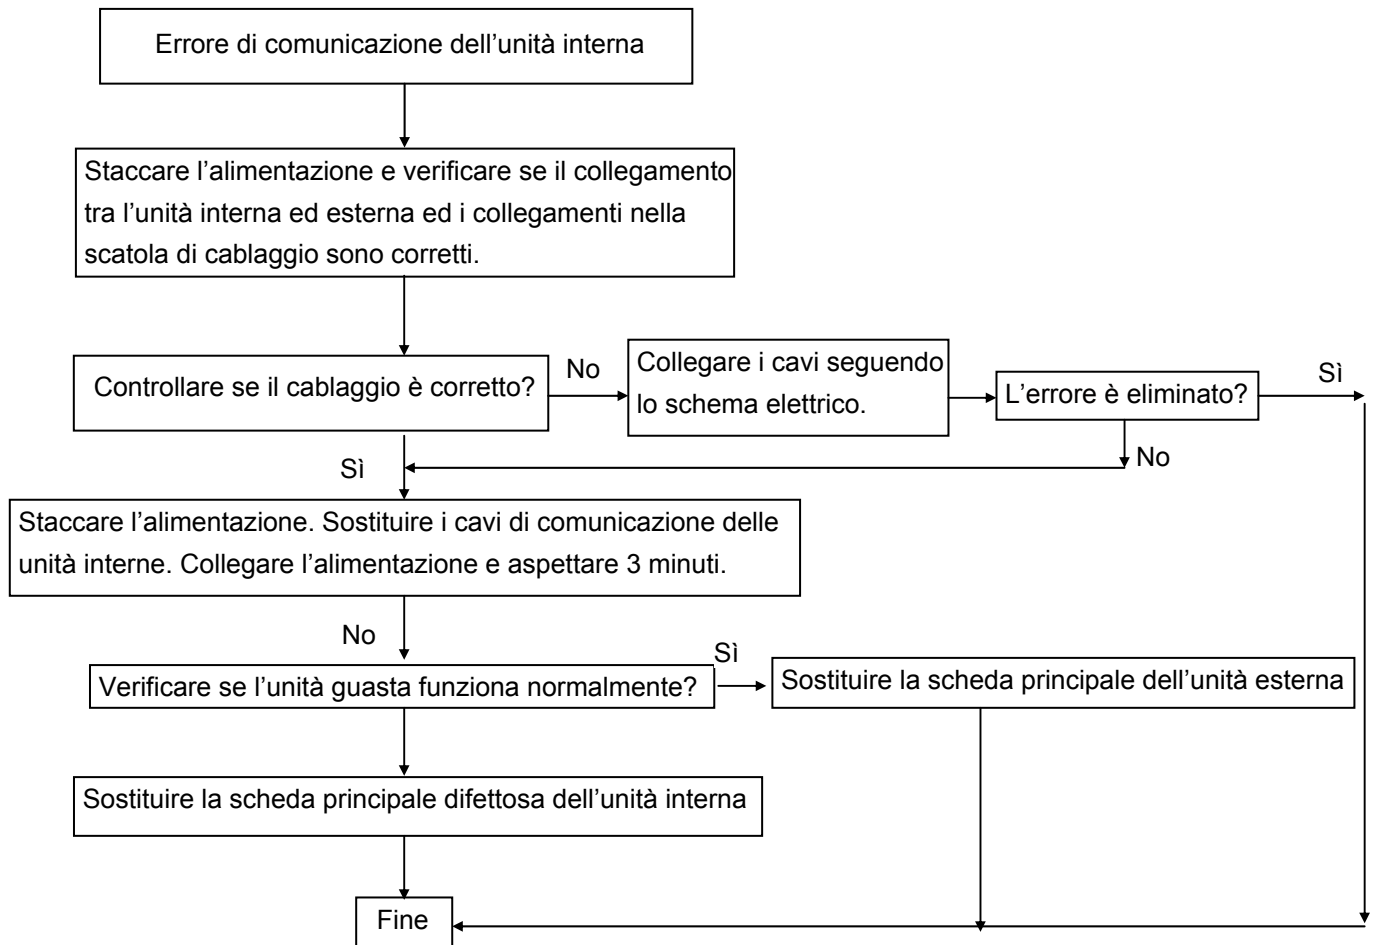 Errore di comunicazione dell’unità interna
Staccare l’alimentazione e verificare se il collegamento
tra l’unità interna ed esterna ed i collegamenti nella
scatola di cablaggio sono corretti.
Controllare se il cablaggio è corretto?
No
Collegare i cavi seguendo
lo schema elettrico.
L’errore è eliminato?
Sì
Sì
No
Staccare l’alimentazione. Sostituire i cavi di comunicazione delle
unità interne. Collegare l’alimentazione e aspettare 3 minuti.
No
Verificare se l’unità guasta funziona normalmente?
Sì
Sostituire la scheda principale dell’unità esterna
Sostituire la scheda principale difettosa dell’unità interna
Fine